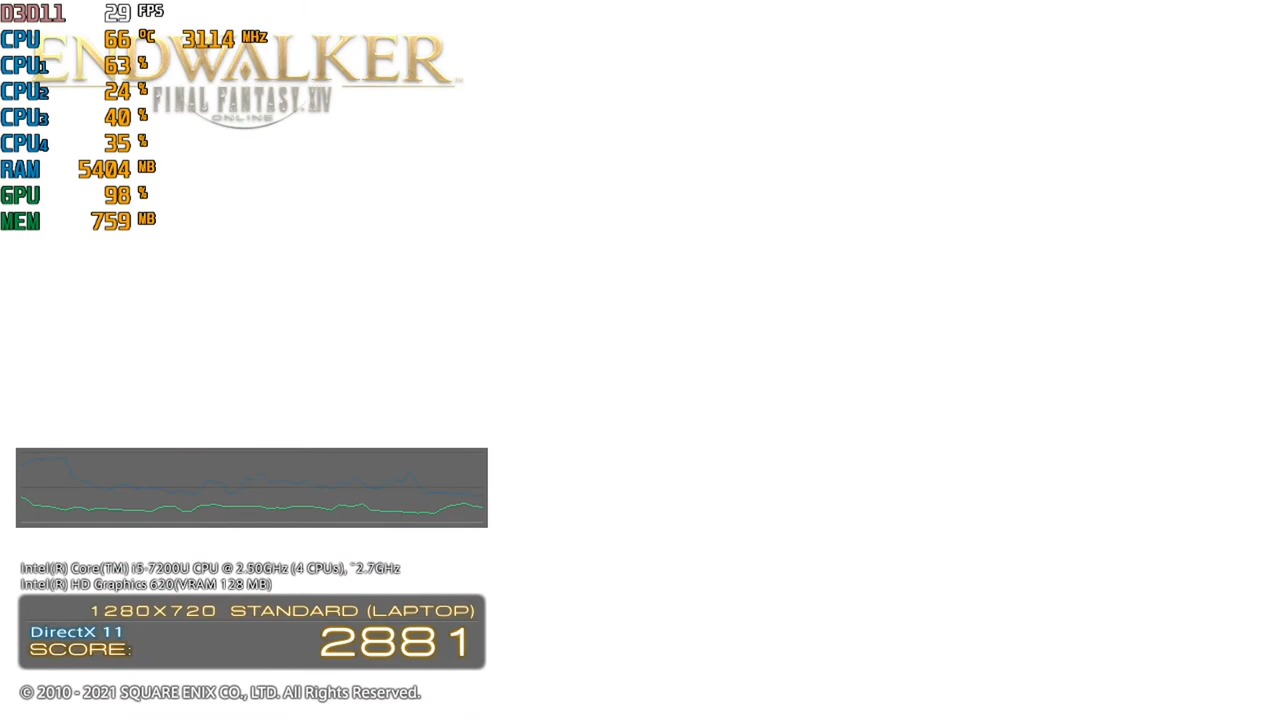 D3D11 29 FPS
CPU 66 °C 3114 MHz
ENDWALKER™
CPU1 63 %
CPU2 24 %
FINAL FANTASY XIV
CPU3 40 %
ONLINE
CPU4 35 %
RAM 5404 MB
GPU 98 %
MEM 759 MB
Intel(R) Core(TM) i5-7200U CPU @ 2.50GHz (4 CPUs), ~2.7GHz
Intel(R) HD Graphics 620(VRAM 128 MB)
1280X720 STANDARD (LAPTOP)
DirectX 11
SCORE: 2881
© 2010 - 2021 SQUARE ENIX CO., LTD. All Rights Reserved.